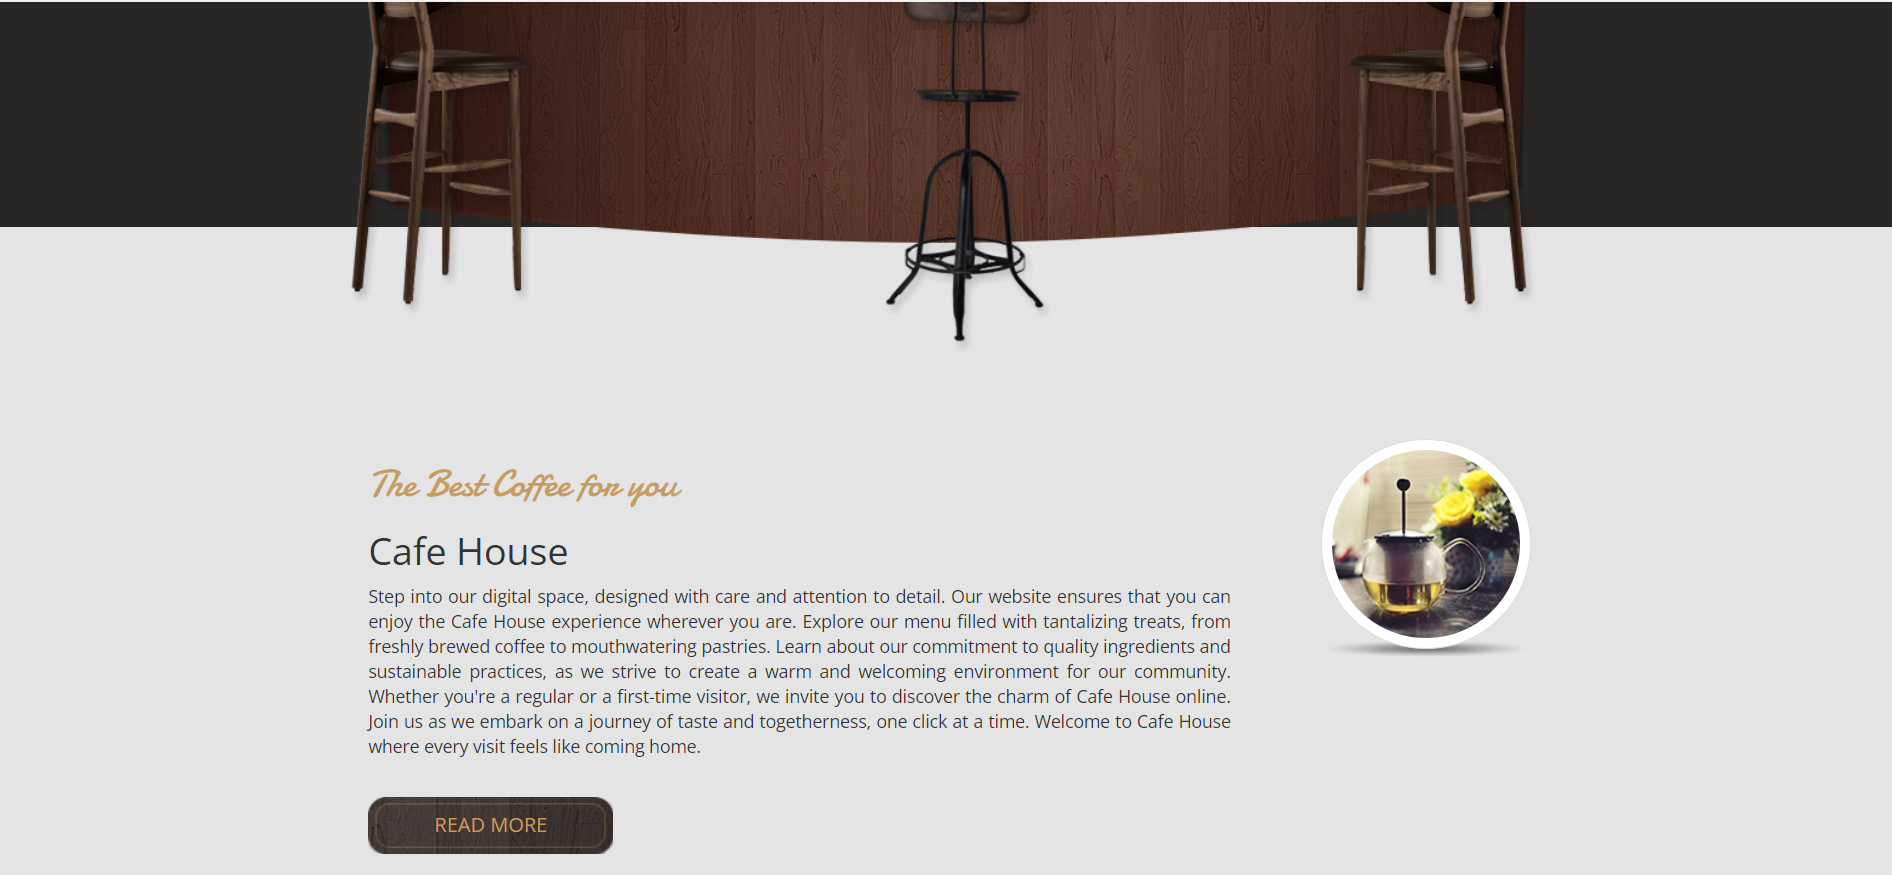 The Best Coffee for you
Cafe House
Step into our digital space, designed with care and attention to detail. Our website ensures that you can
enjoy the Cafe House experience wherever you are. Explore our menu filled with tantalizing treats, from
freshly brewed coffee to mouthwatering pastries. Learn about our commitment to quality ingredients and
sustainable practices, as we strive to create a warm and welcoming environment for our community.
Whether you're a regular or a first-time visitor, we invite you to discover the charm of Cafe House online.
Join us as we embark on a journey of taste and togetherness, one click at a time. Welcome to Cafe House
where every visit feels like coming home.
READ MORE